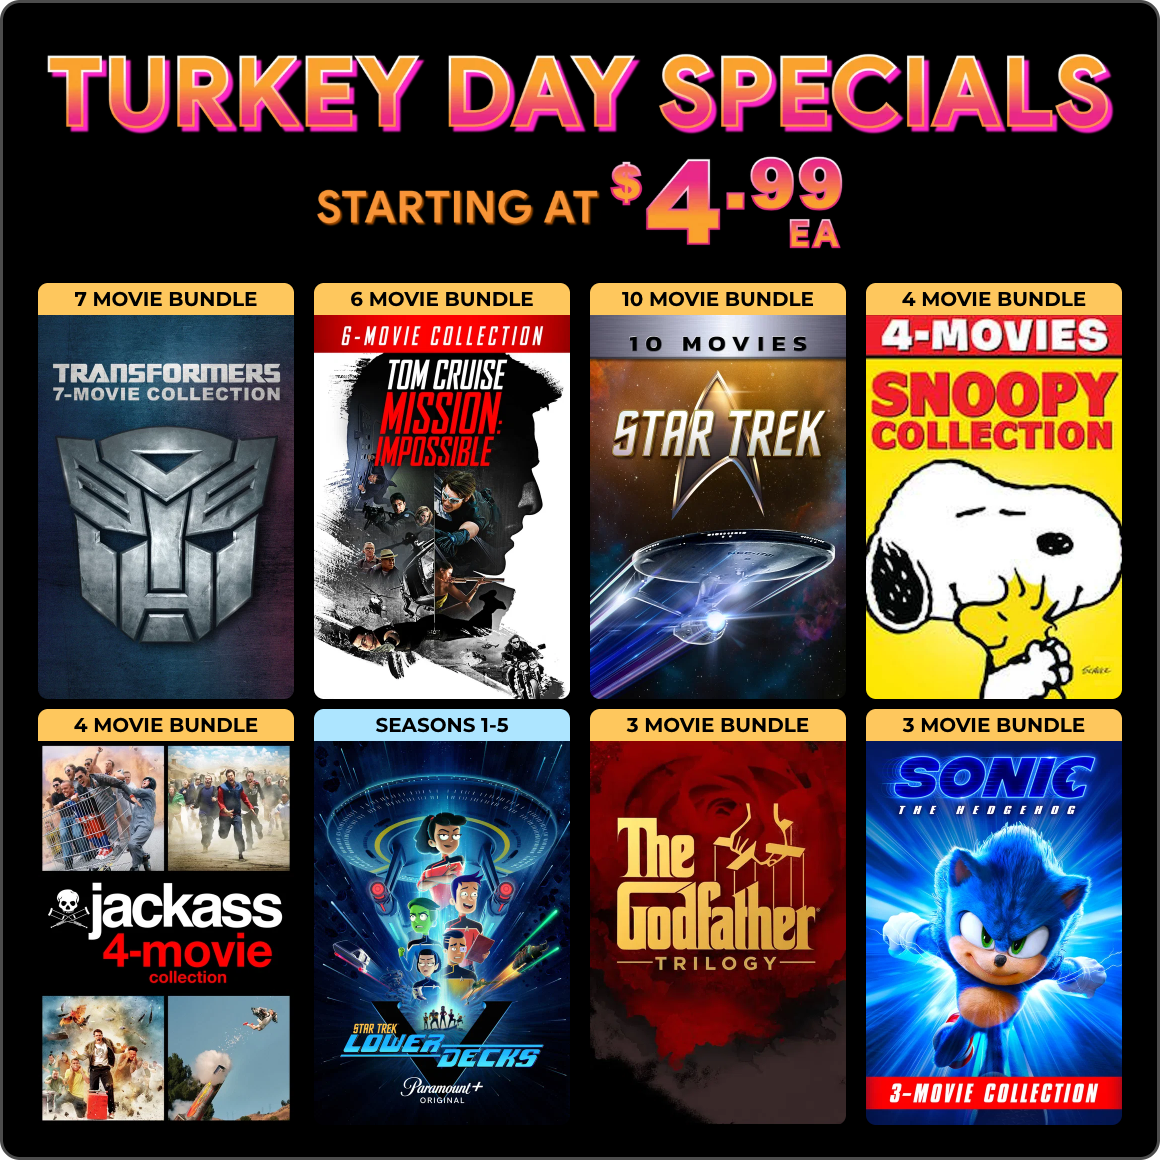 TURKEY DAY SPECIALS
STARTING AT $4.99 EA
7 MOVIE BUNDLE
TRANSFORMERS
7-MOVIE COLLECTION
6 MOVIE BUNDLE
6-MOVIE COLLECTION
TOM CRUISE
MISSION:
IMPOSSIBLE
10 MOVIE BUNDLE
10 MOVIES
STAR TREK
4 MOVIE BUNDLE
4-MOVIES
SNOOPY
COLLECTION
4 MOVIE BUNDLE
jackass
4-movie
collection
SEASONS 1-5
STAR TREK
LOWER DECKS
Paramount+
ORIGINAL
3 MOVIE BUNDLE
The
Godfather
TRILOGY
3 MOVIE BUNDLE
SONIC
THE HEDGEHOG
3-MOVIE COLLECTION